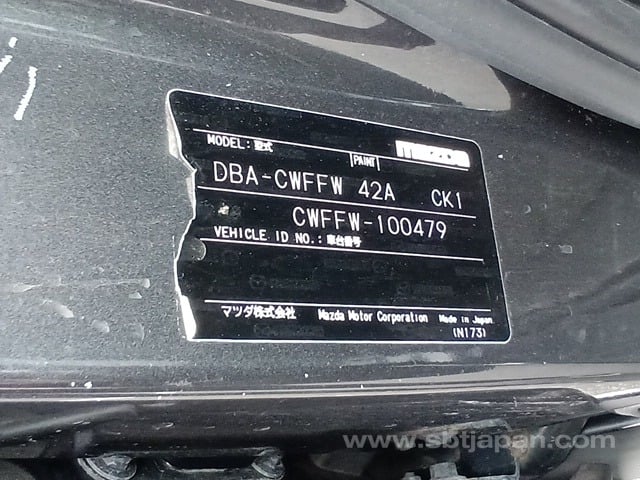 MODEL: 型式
PAINT
mazda
DBA-CWFFW 42A CK1
CWFFW-100479
VEHICLE ID NO.: 車台番号
マツダ株式会社 Mazda Motor Corporation Made in Japan
(N173)
www.sbtjapan.com